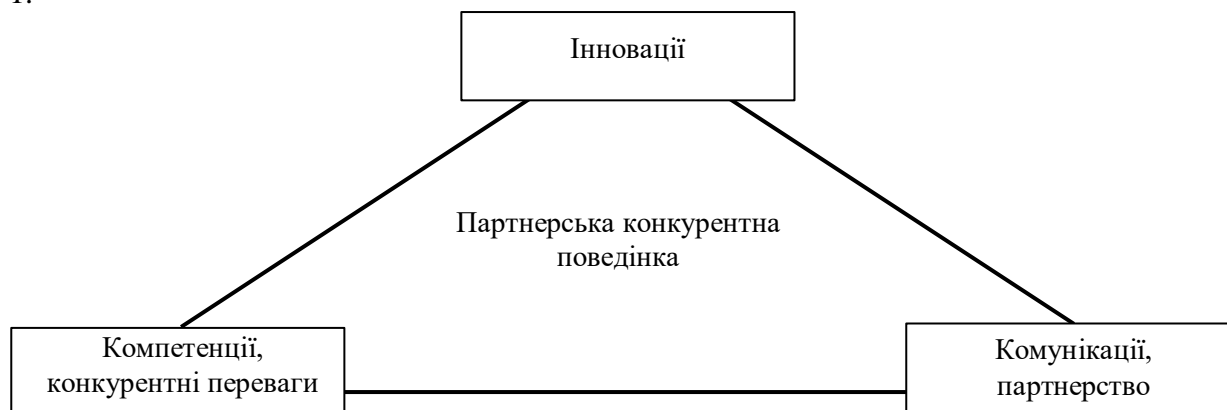 1.
Інновації
Партнерська конкурентна
поведінка
Компетенції,
конкурентні переваги
Комунікації,
партнерство